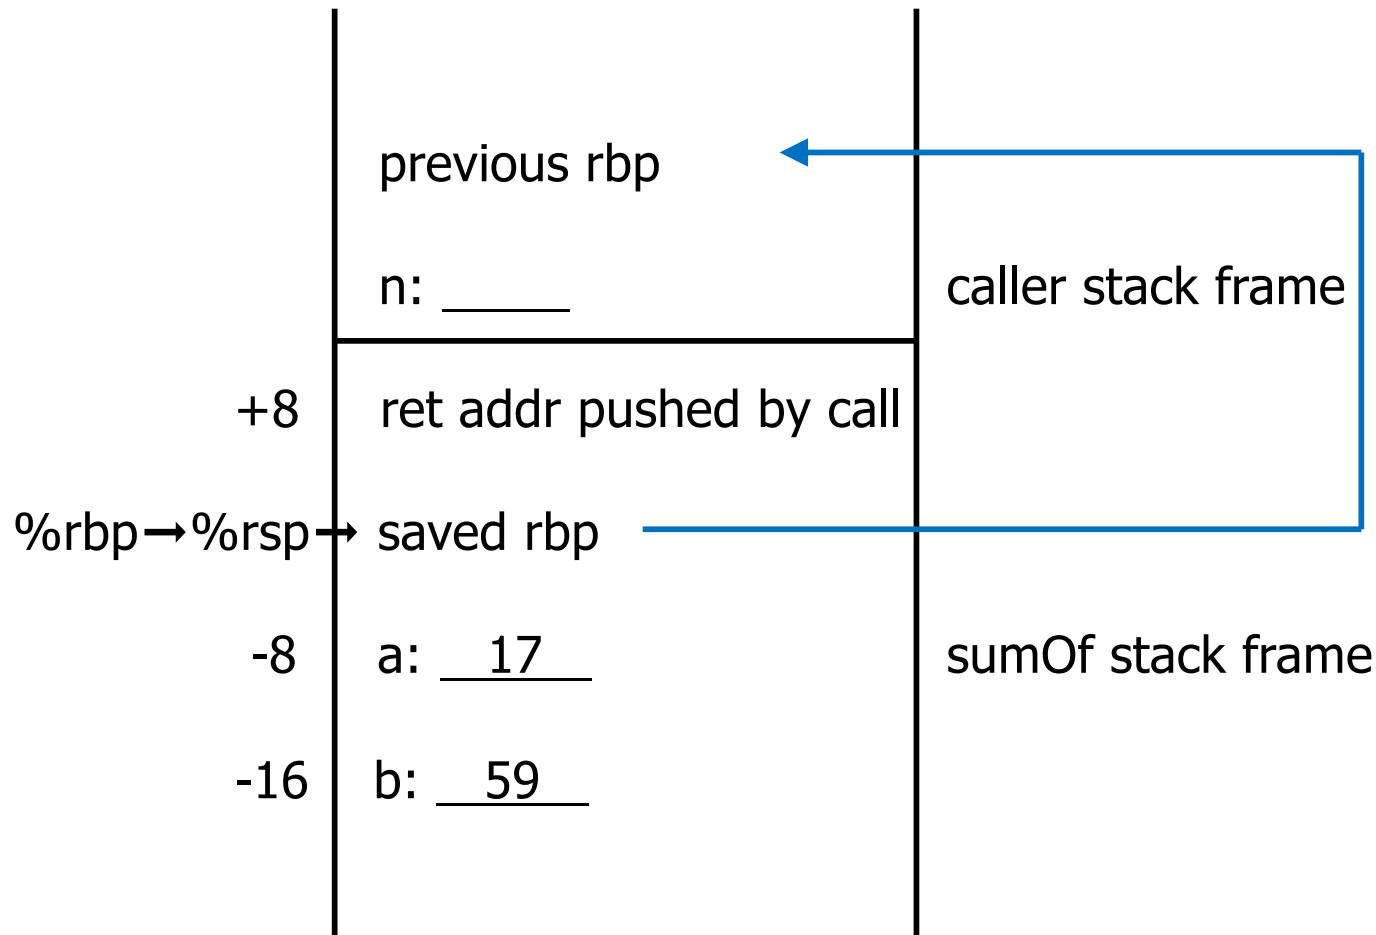 previous rbp
n: _____
caller stack frame
+8 ret addr pushed by call
%rbp→%rsp→ saved rbp
-8 a: 17
sumOf stack frame
-16 b: 59